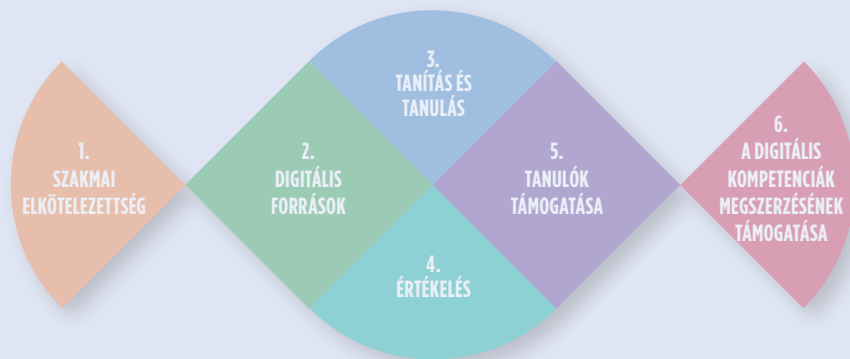 1.
SZAKMAI
ELKÖTELEZETTSÉG
2.
DIGITÁLIS
FORRÁSOK
3.
TANÍTÁS ÉS
TANULÁS
4.
ÉRTÉKELÉS
5.
TANULÓK
TÁMOGATÁSA
6.
A DIGITÁLIS
KOMPETENCIÁK
MEGSZERZÉSÉNEK
TÁMOGATÁSA